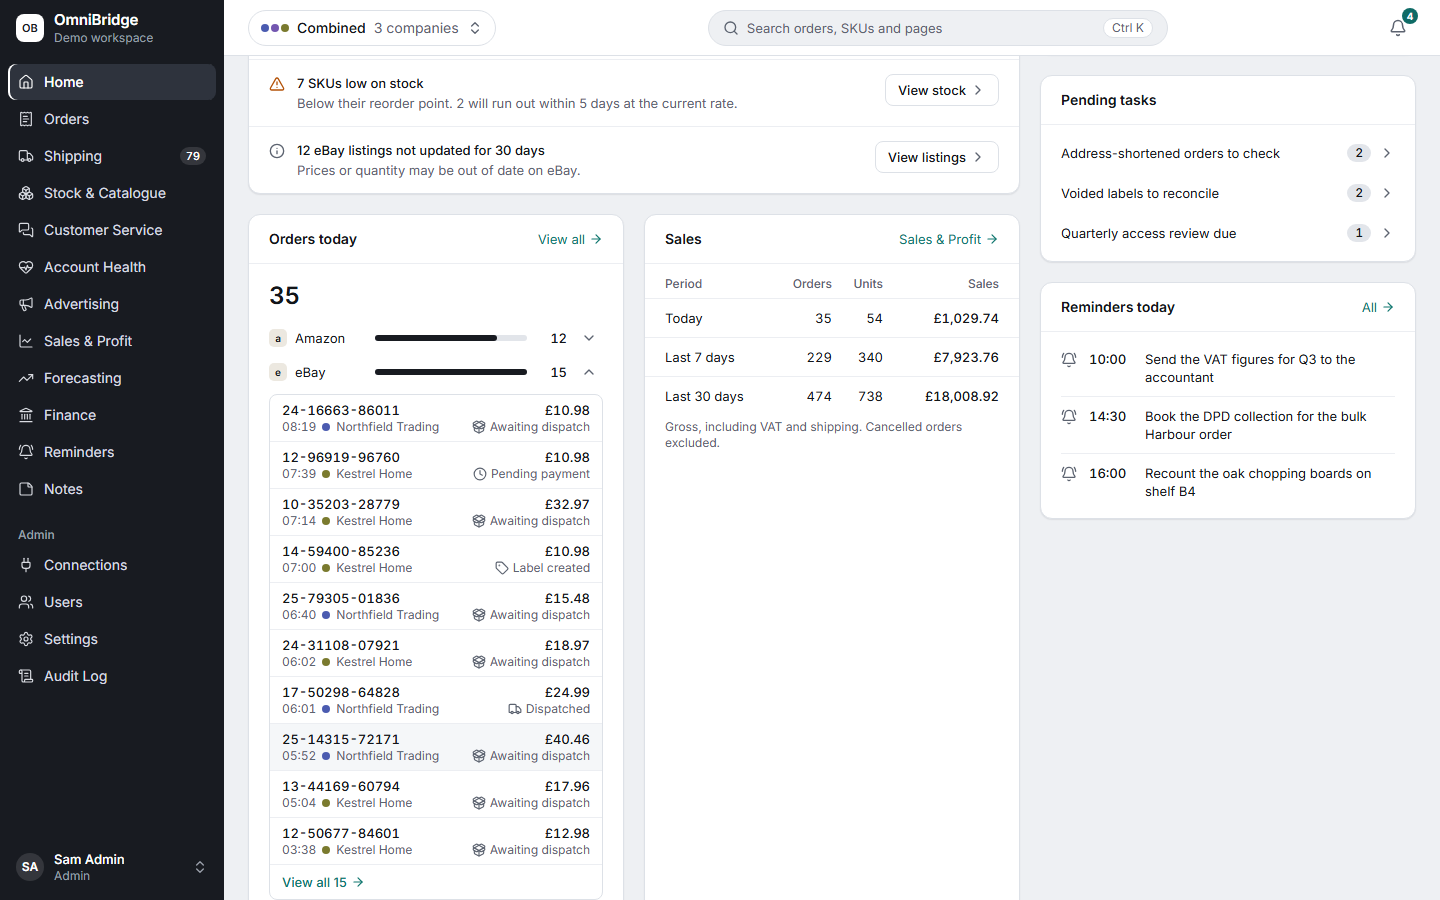 OB
OmniBridge
Demo workspace
Home
Orders
Shipping 79
Stock & Catalogue
Customer Service
Account Health
Advertising
Sales & Profit
Forecasting
Finance
Reminders
Notes
Admin
Connections
Users
Settings
Audit Log
SA
Sam Admin
Admin
Combined 3 companies
Search orders, SKUs and pages Ctrl K
4
7 SKUs low on stock
Below their reorder point. 2 will run out within 5 days at the current rate.
View stock
12 eBay listings not updated for 30 days
Prices or quantity may be out of date on eBay.
View listings
Orders today View all
35
a Amazon 12
e eBay 15
24-16663-86011 £10.98
08:19 Northfield Trading Awaiting dispatch
12-96919-96760 £10.98
07:39 Kestrel Home Pending payment
10-35203-28779 £32.97
07:14 Kestrel Home Awaiting dispatch
14-59400-85236 £10.98
07:00 Kestrel Home Label created
25-79305-01836 £15.48
06:40 Northfield Trading Awaiting dispatch
24-31108-07921 £18.97
06:02 Kestrel Home Awaiting dispatch
17-50298-64828 £24.99
06:01 Northfield Trading Dispatched
25-14315-72171 £40.46
05:52 Northfield Trading Awaiting dispatch
13-44169-60794 £17.96
05:04 Kestrel Home Awaiting dispatch
12-50677-84601 £12.98
03:38 Kestrel Home Awaiting dispatch
View all 15
Sales Sales & Profit
Period Orders Units Sales
Today 35 54 £1,029.74
Last 7 days 229 340 £7,923.76
Last 30 days 474 738 £18,008.92
Gross, including VAT and shipping. Cancelled orders
excluded.
Pending tasks
Address-shortened orders to check 2
Voided labels to reconcile 2
Quarterly access review due 1
Reminders today All
10:00 Send the VAT figures for Q3 to the
accountant
14:30 Book the DPD collection for the bulk
Harbour order
16:00 Recount the oak chopping boards on
shelf B4